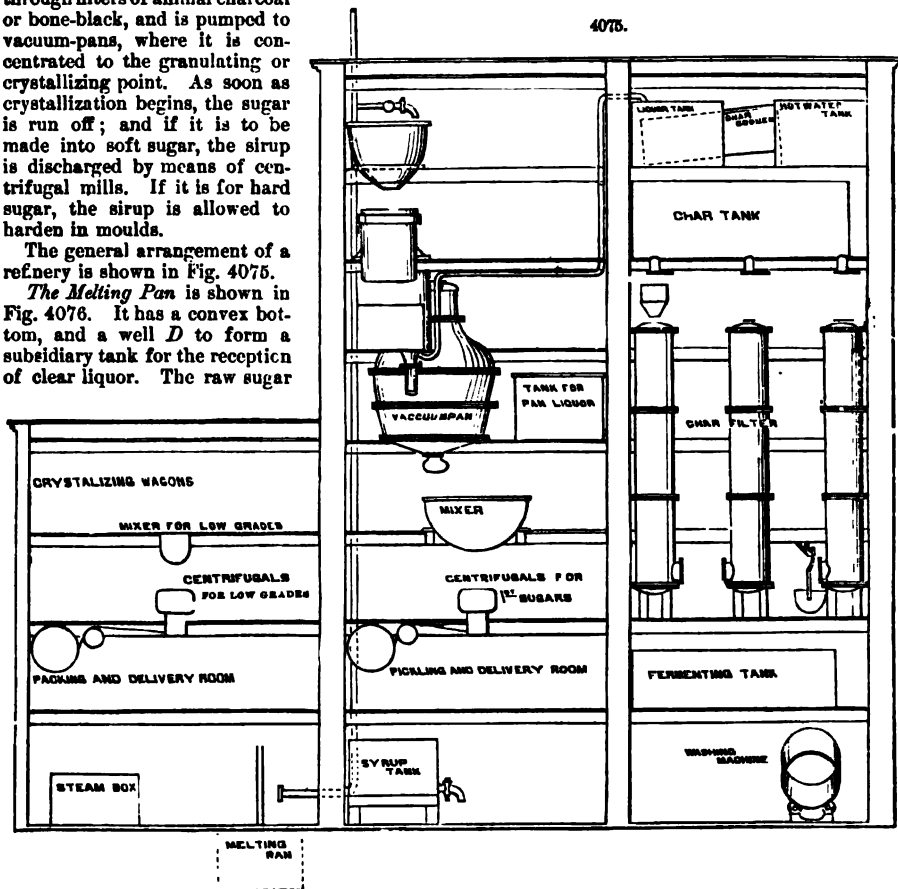 through filters of animal charcoal
or bone-black, and is pumped to
vacuum-pans, where it is con-
centrated to the granulating or
crystallizing point. As soon as
crystallization begins, the sugar
is run off; and if it is to be
made into soft sugar, the sirup
is discharged by means of cen-
trifugal mills. If it is for hard
sugar, the sirup is allowed to
harden in moulds.
The general arrangement of a
refinery is shown in Fig. 4075.
The Melting Pan is shown in
Fig. 4076. It has a convex bot-
tom, and a well D to form a
subsidiary tank for the reception
of clear liquor. The raw sugar
4075.
LIQUOR TANK
CHAR
HOT WATER
TANK
CHAR TANK
TANK FOR
PAN LIQUOR
VACCUUMPAN
CHAR FILTER
CRYSTALIZING WAGONS
MIXER
MIXER FOR LOW GRADES
CENTRIFUGALS
FOR LOW GRADES
CENTRIFUGALS FOR
1ST SUGARS
PACKING AND DELIVERY ROOM
PICKLING AND DELIVERY ROOM
FERMENTING TANK
WASHING
MACHINE
SYRUP
TANK
STEAM BOX
MELTING
PAN